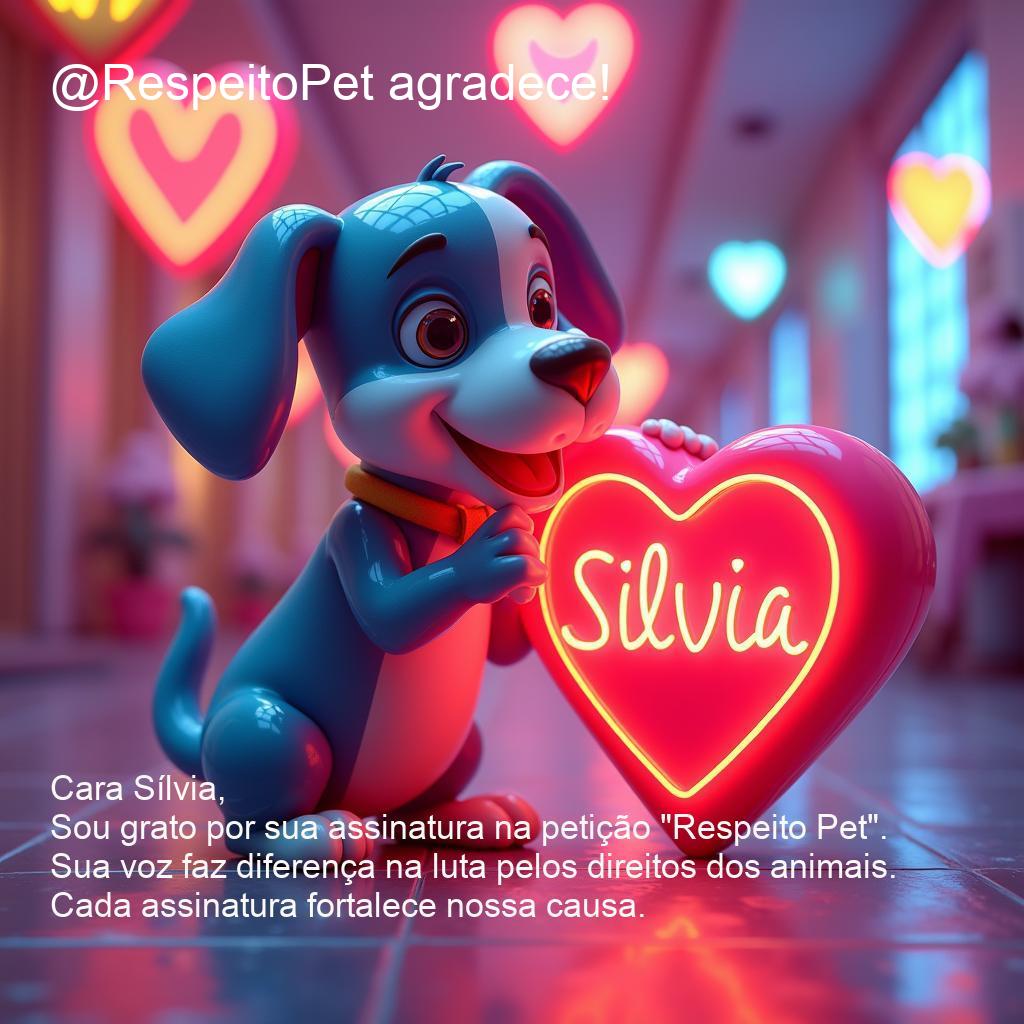 @RespeitoPet agradece!
Silvia
Cara Sílvia,
Sou grato por sua assinatura na petição "Respeito Pet".
Sua voz faz diferença na luta pelos direitos dos animais.
Cada assinatura fortalece nossa causa.